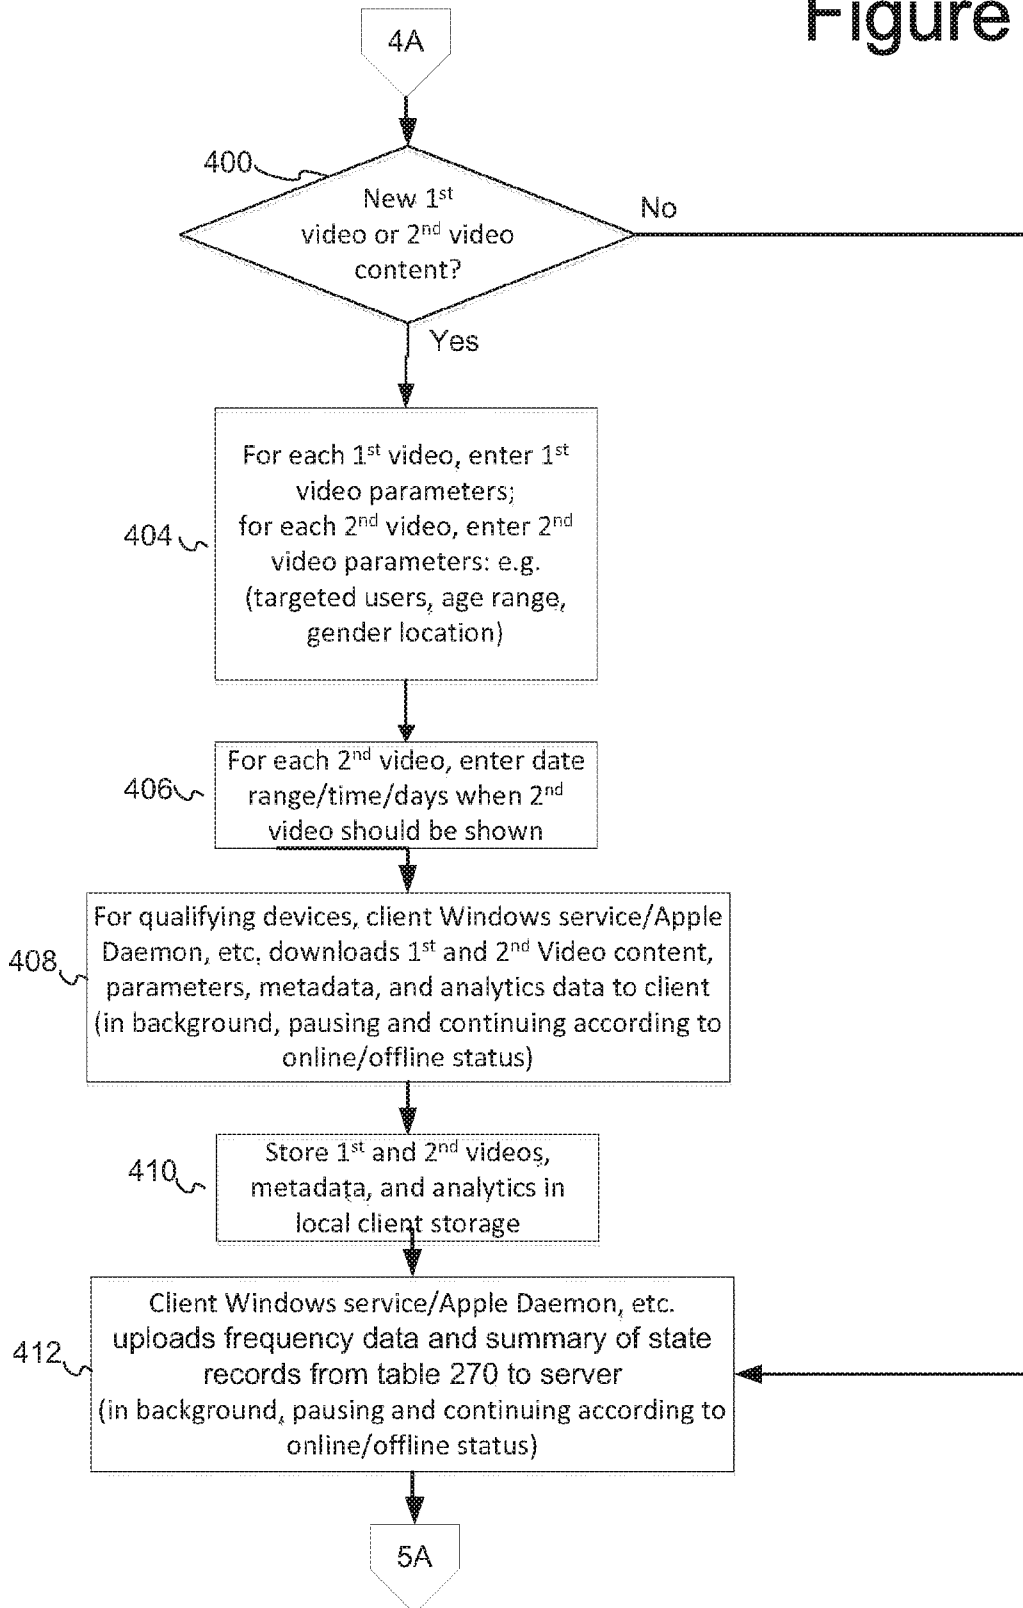 Figure
4A
400
New 1st
video or 2nd video
content?
No
Yes
For each 1st video, enter 1st
video parameters;
for each 2nd video, enter 2nd
video parameters: e.g.
(targeted users, age range,
gender location)
404
For each 2nd video, enter date
range/time/days when 2nd
video should be shown
406
For qualifying devices, client Windows service/Apple
Daemon, etc. downloads 1st and 2nd Video content,
parameters, metadata, and analytics data to client
(in background, pausing and continuing according to
online/offline status)
408
Store 1st and 2nd videos,
metadata, and analytics in
local client storage
410
Client Windows service/Apple Daemon, etc.
uploads frequency data and summary of state
records from table 270 to server
(in background, pausing and continuing according to
online/offline status)
412
5A